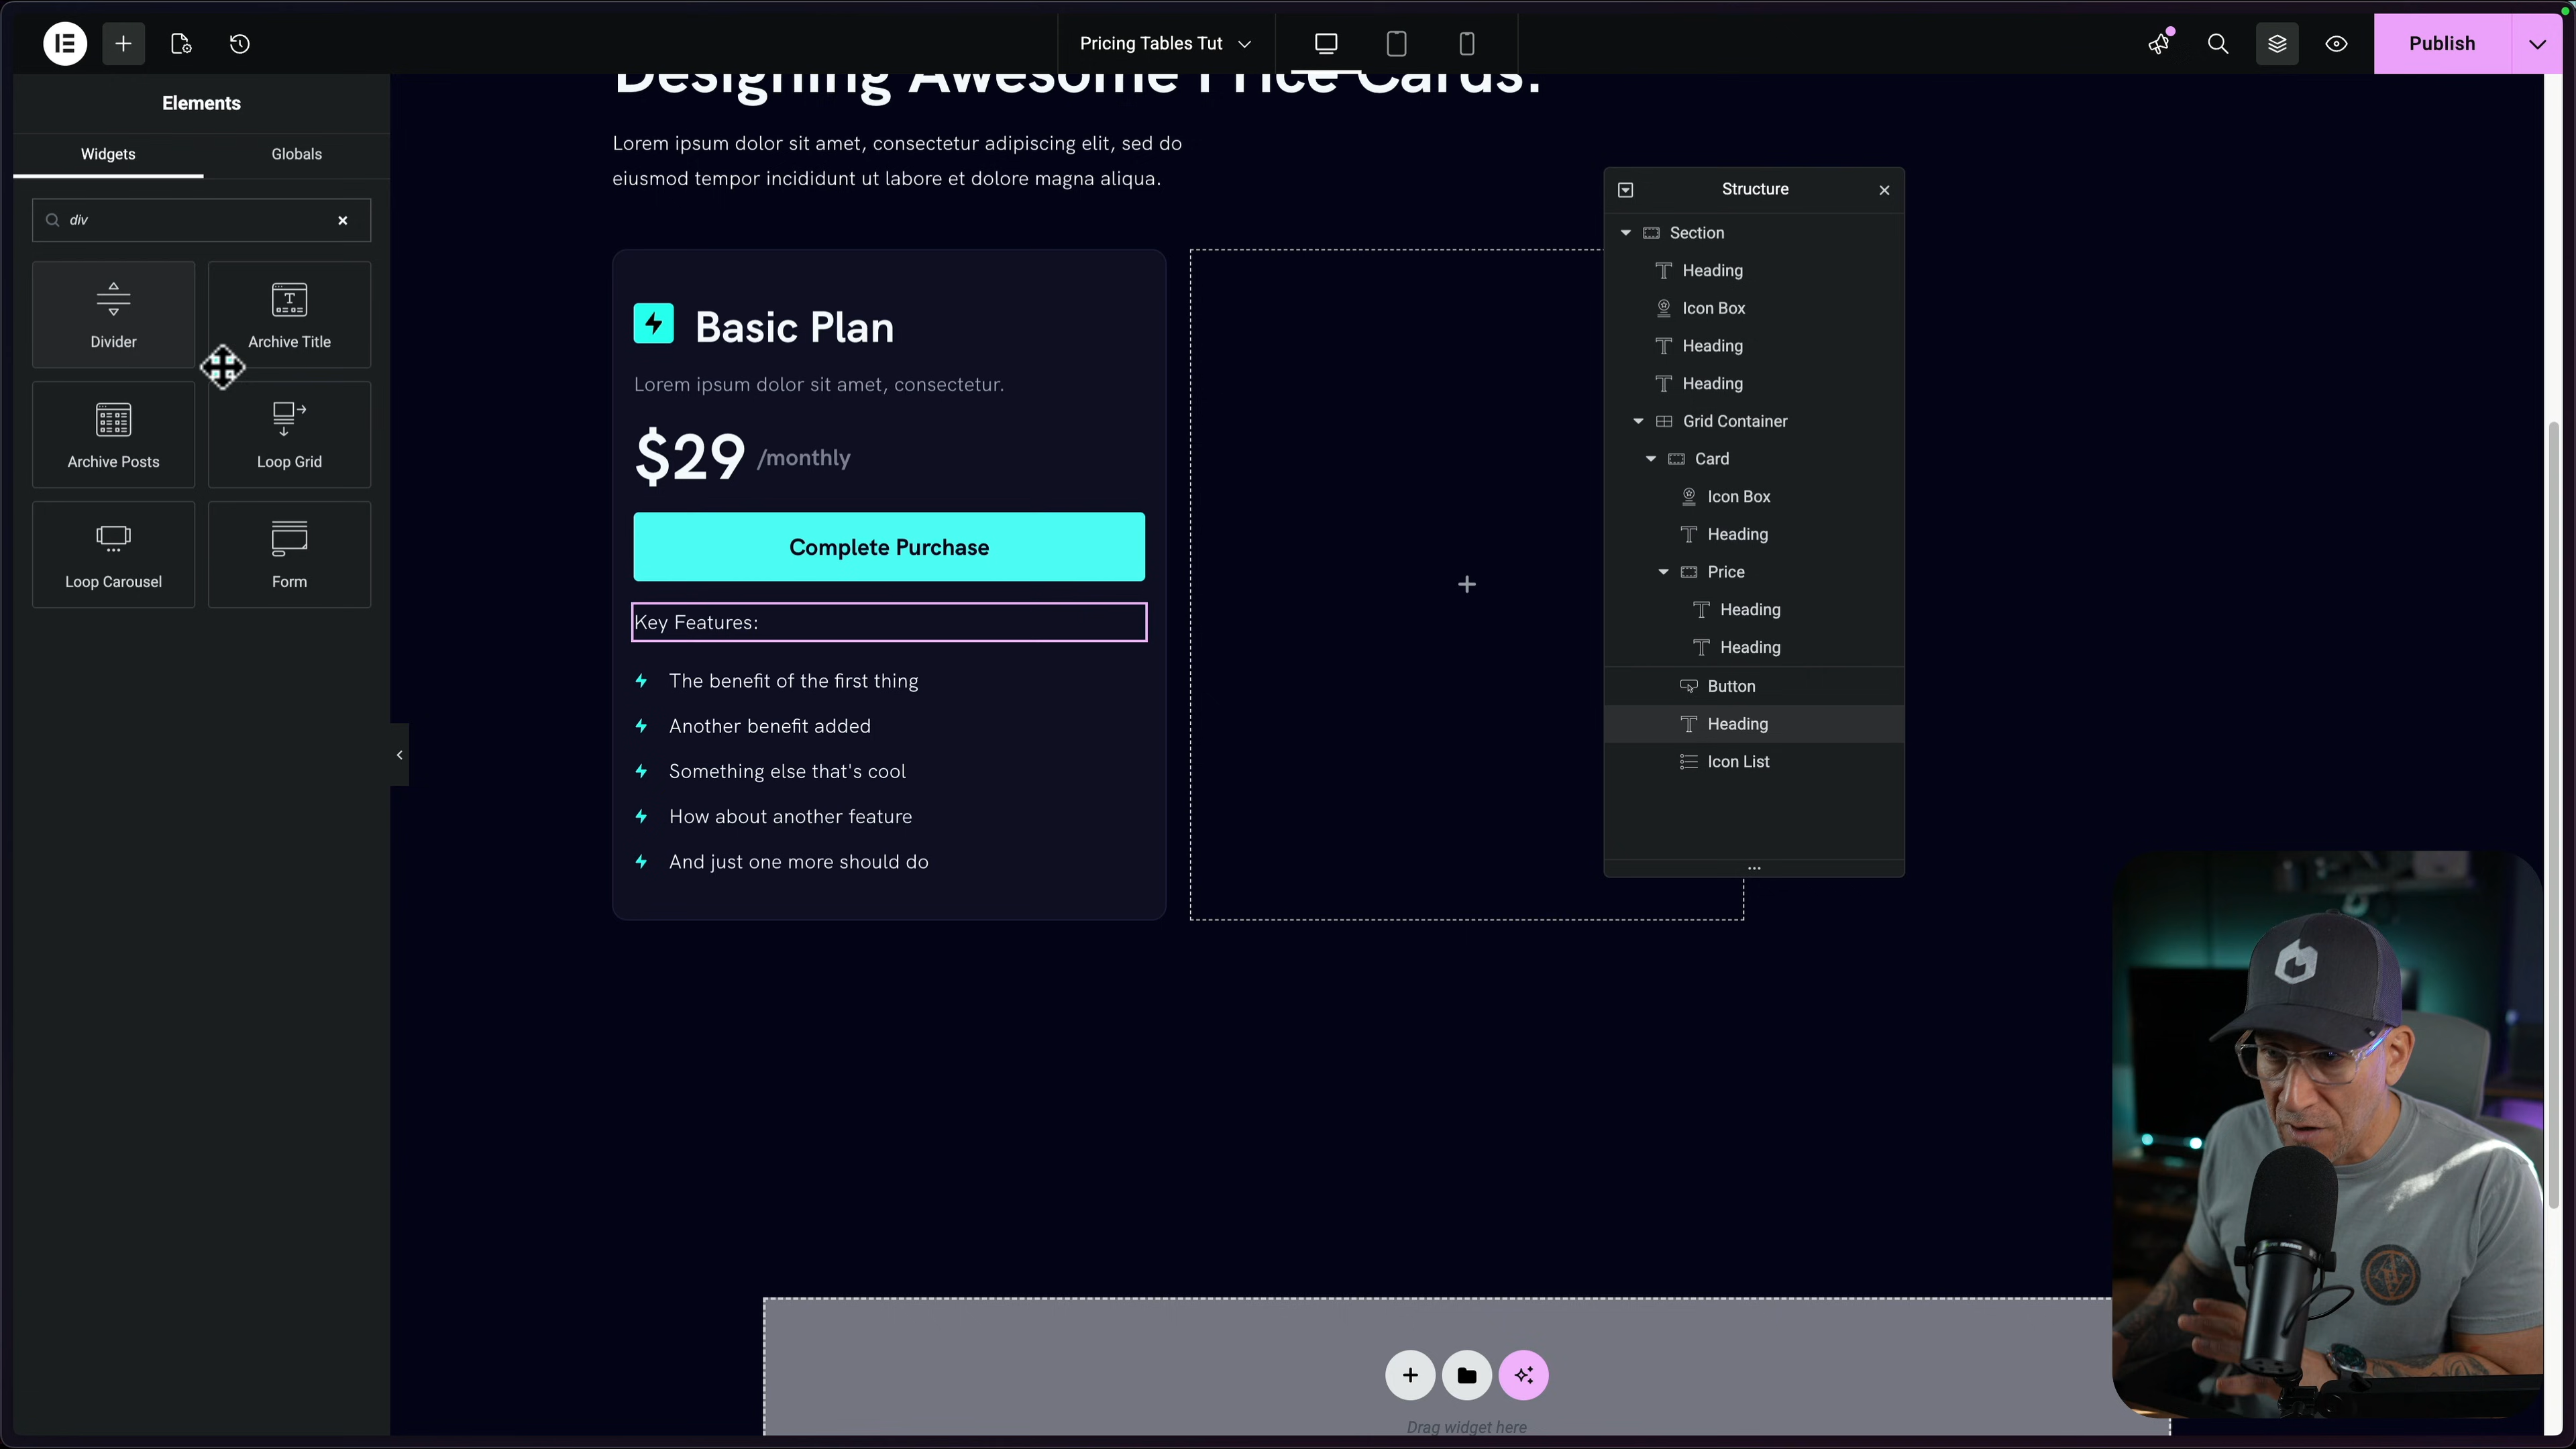 Pricing Tables Tut
Publish
Elements
Widgets
Globals
div
Divider
Archive Title
Archive Posts
Loop Grid
Loop Carousel
Form
Designing Awesome Price Cards.
Lorem ipsum dolor sit amet, consectetur adipiscing elit, sed do
eiusmod tempor incididunt ut labore et dolore magna aliqua.
Basic Plan
Lorem ipsum dolor sit amet, consectetur.
$29 /monthly
Complete Purchase
Key Features:
The benefit of the first thing
Another benefit added
Something else that's cool
How about another feature
And just one more should do
Structure
Section
Heading
Icon Box
Heading
Heading
Grid Container
Card
Icon Box
Heading
Price
Heading
Heading
Button
Heading
Icon List
Drag widget here